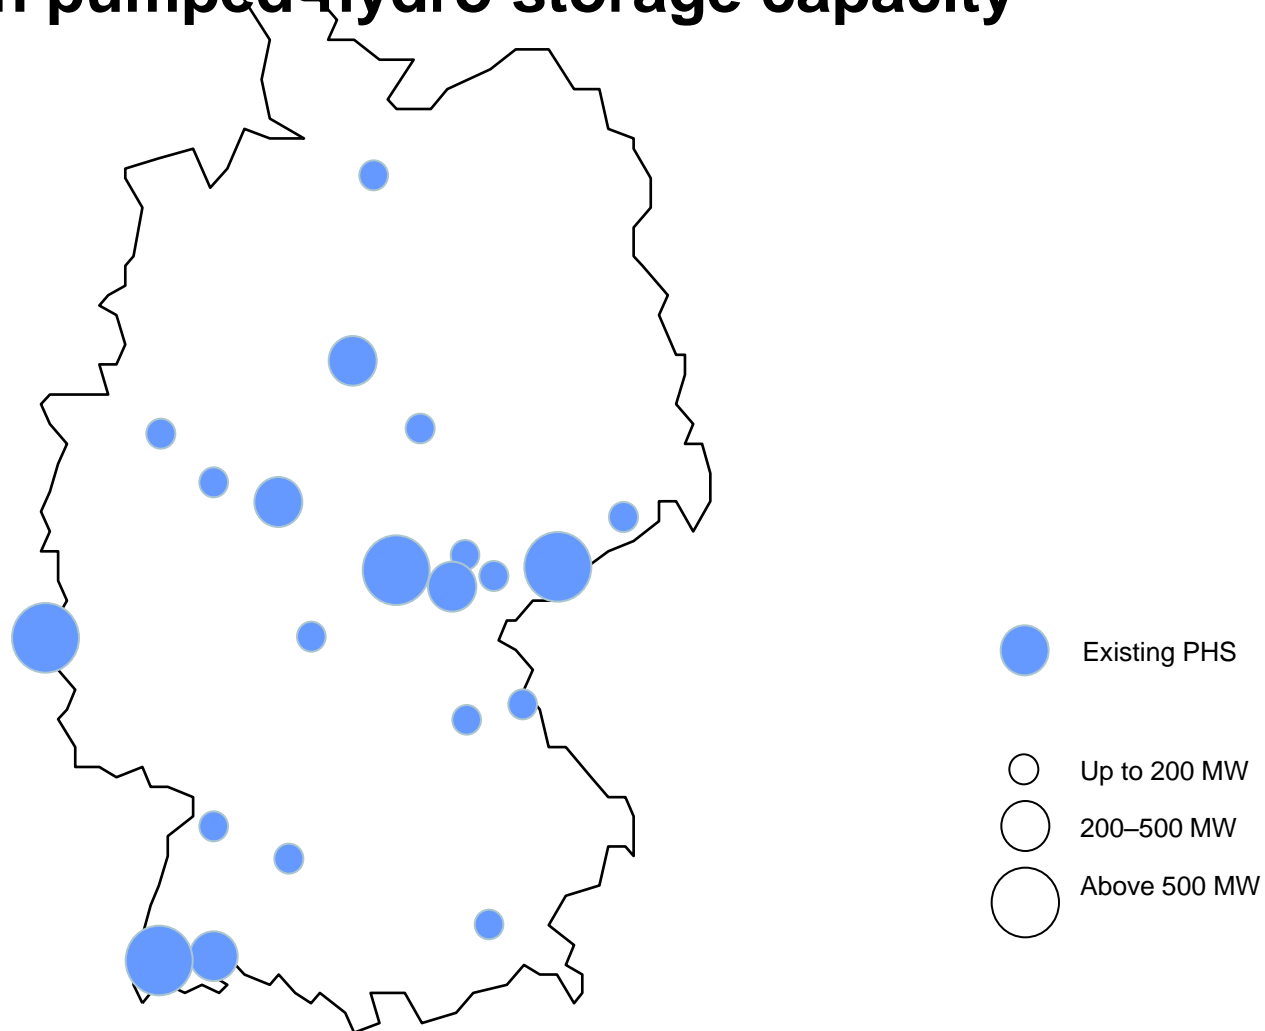 pumped-hydro storage capacity
Existing PHS
Up to 200 MW
200–500 MW
Above 500 MW